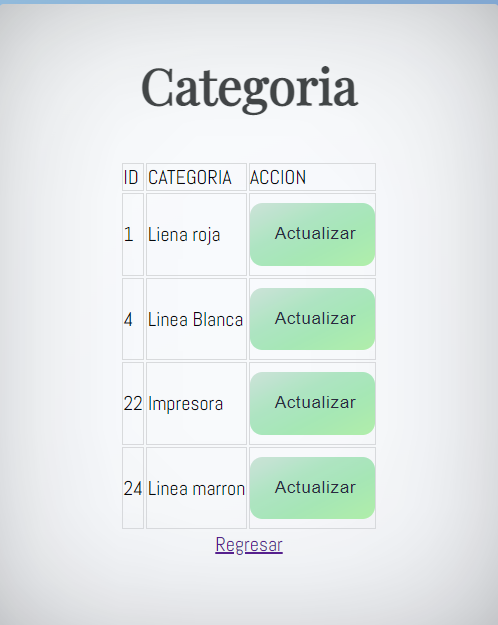 Categoria
ID CATEGORIA ACCION
1 Liena roja Actualizar
4 Linea Blanca Actualizar
22 Impresora Actualizar
24 Linea marron Actualizar
Regresar